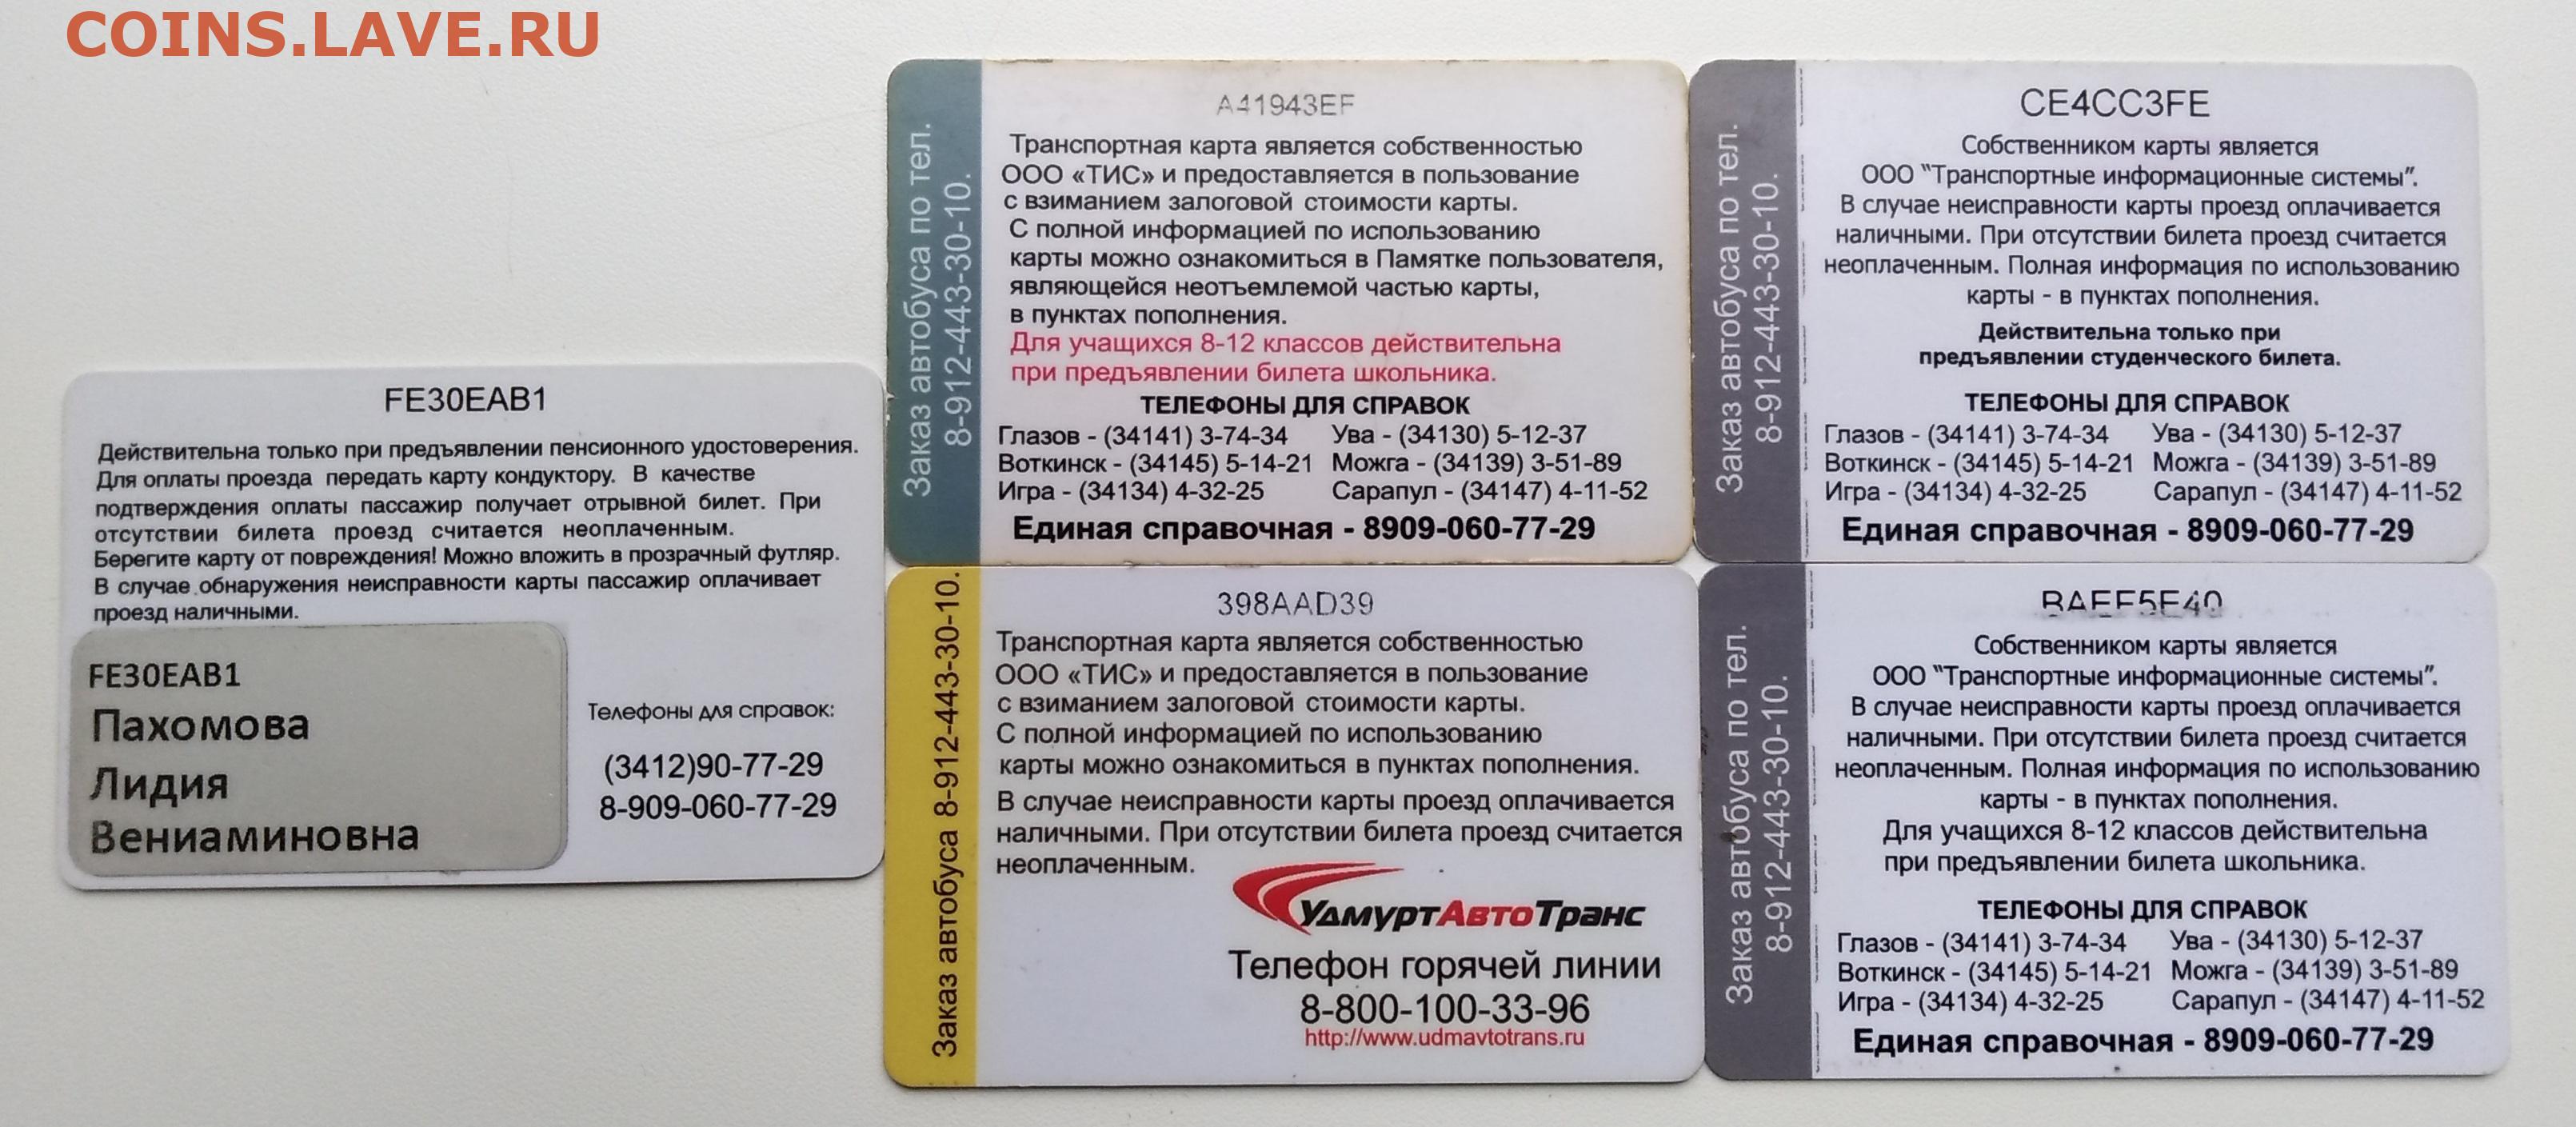 COINS.LAVE.RU
FE30EAB1
Действительна только при предъявлении пенсионного удостоверения.
Для оплаты проезда передать карту кондуктору. В качестве
подтверждения оплаты пассажир получает отрывной билет. При
отсутствии билета проезд считается неоплаченным.
Берегите карту от повреждения! Можно вложить в прозрачный футляр.
В случае обнаружения неисправности карты пассажир оплачивает
проезд наличными.
FE30EAB1
Пахомова
Лидия
Вениаминовна
Телефоны для справок:
(3412)90-77-29
8-909-060-77-29
Заказ автобуса по тел.
8-912-443-30-10.
A41943EF
Транспортная карта является собственностью
ООО «ТИС» и предоставляется в пользование
с взиманием залоговой стоимости карты.
С полной информацией по использованию
карты можно ознакомиться в Памятке пользователя,
являющейся неотъемлемой частью карты,
в пунктах пополнения.
Для учащихся 8-12 классов действительна
при предъявлении билета школьника.
ТЕЛЕФОНЫ ДЛЯ СПРАВОК
Глазов - (34141) 3-74-34 Ува - (34130) 5-12-37
Воткинск - (34145) 5-14-21 Можга - (34139) 3-51-89
Игра - (34134) 4-32-25 Сарапул - (34147) 4-11-52
Единая справочная - 8909-060-77-29
Заказ автобуса по тел.
8-912-443-30-10.
CE4CC3FE
Собственником карты является
ООО "Транспортные информационные системы".
В случае неисправности карты проезд оплачивается
наличными. При отсутствии билета проезд считается
неоплаченным. Полная информация по использованию
карты - в пунктах пополнения.
Действительна только при
предъявлении студенческого билета.
ТЕЛЕФОНЫ ДЛЯ СПРАВОК
Глазов - (34141) 3-74-34 Ува - (34130) 5-12-37
Воткинск - (34145) 5-14-21 Можга - (34139) 3-51-89
Игра - (34134) 4-32-25 Сарапул - (34147) 4-11-52
Единая справочная - 8909-060-77-29
Заказ автобуса 8-912-443-30-10.
398AAD39
Транспортная карта является собственностью
ООО «ТИС» и предоставляется в пользование
с взиманием залоговой стоимости карты.
С полной информацией по использованию
карты можно ознакомиться в пунктах пополнения.
В случае неисправности карты проезд оплачивается
наличными. При отсутствии билета проезд считается
неоплаченным.
УдмуртАвтоТранс
Телефон горячей линии
8-800-100-33-96
http://www.udmavtotrans.ru
Заказ автобуса по тел.
8-912-443-30-10.
Собственником карты является
ООО "Транспортные информационные системы".
В случае неисправности карты проезд оплачивается
наличными. При отсутствии билета проезд считается
неоплаченным. Полная информация по использованию
карты - в пунктах пополнения.
Для учащихся 8-12 классов действительна
при предъявлении билета школьника.
ТЕЛЕФОНЫ ДЛЯ СПРАВОК
Глазов - (34141) 3-74-34 Ува - (34130) 5-12-37
Воткинск - (34145) 5-14-21 Можга - (34139) 3-51-89
Игра - (34134) 4-32-25 Сарапул - (34147) 4-11-52
Единая справочная - 8909-060-77-29